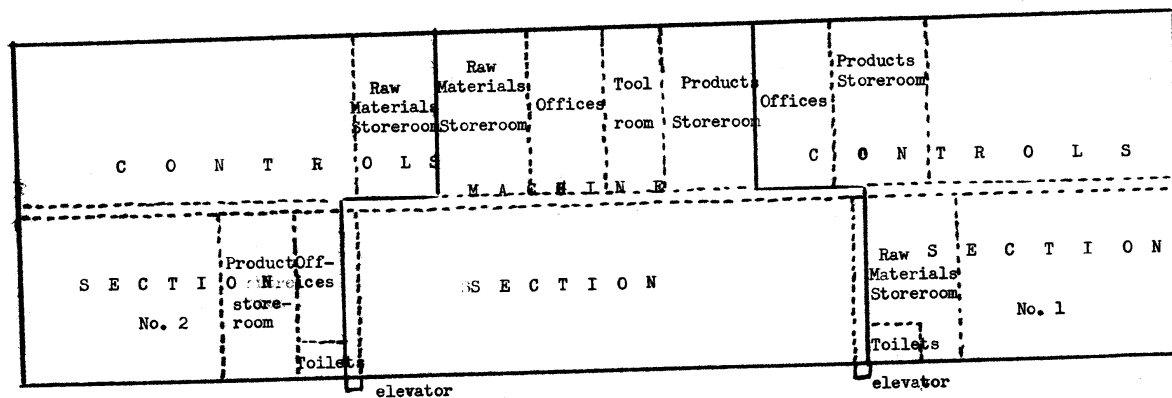 Raw
Materials
Storeroom
Raw
Materials
Storeroom
Offices
Tool
room
Products
Storeroom
Offices
Products
Storeroom
C O N T R O L S
M A C H I N E
C O N T R O L S
S E C T I O N
No. 2
Product
store-
room
Off-
ices
Toilets
S E C T I O N
Raw
Materials
Storeroom
Toilets
S E C T I O N
No. 1
elevator
elevator